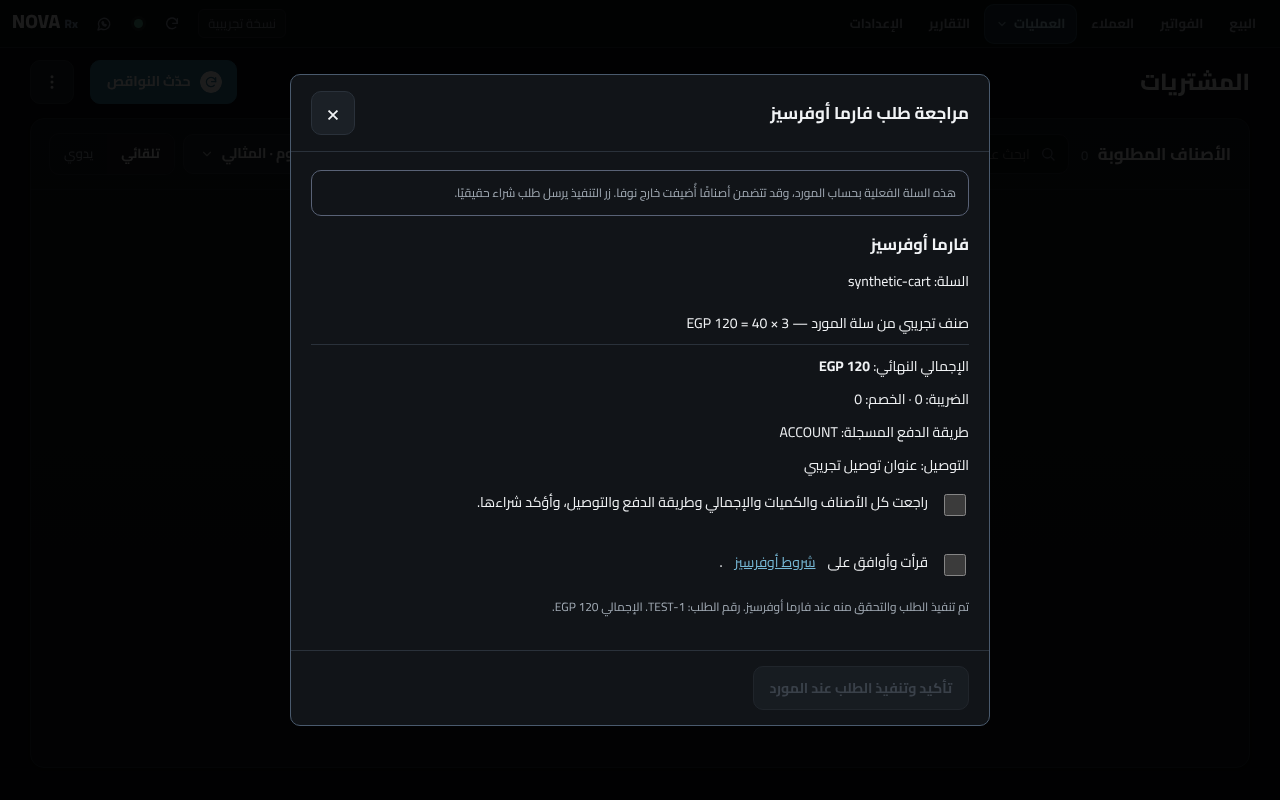 البيع
الفواتير
العملاء
العمليات
التقارير
الإعدادات
نسخة تجريبية
NOVA Rx
المشتريات
حدّث النواقص
الأصناف المطلوبة 0
ابحث
وم · المثالي
تلقائي
يدوي
مراجعة طلب فارما أوفرسيز
هذه السلة الفعلية بحساب المورد، وقد تتضمن أصنافًا أُضيفت خارج نوفا. زر التنفيذ يرسل طلب شراء حقيقيًا.
فارما أوفرسيز
السلة: synthetic-cart
صنف تجريبي من سلة المورد — 3 × 40 = 120 EGP
الإجمالي النهائي: 120 EGP
الضريبة: 0 · الخصم: 0
طريقة الدفع المسجلة: ACCOUNT
التوصيل: عنوان توصيل تجريبي
راجعت كل الأصناف والكميات والإجمالي وطريقة الدفع والتوصيل، وأؤكد شراءها.
قرأت وأوافق على شروط أوفرسيز .
تم تنفيذ الطلب والتحقق منه عند فارما أوفرسيز. رقم الطلب: TEST-1. الإجمالي 120 EGP.
تأكيد وتنفيذ الطلب عند المورد